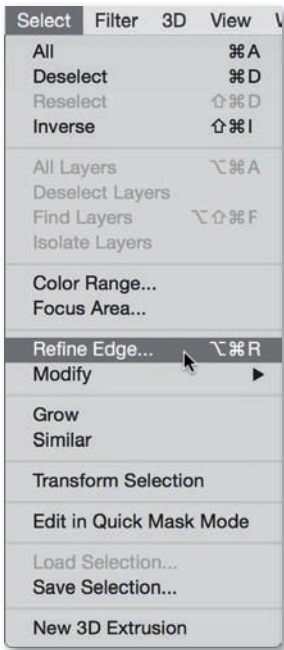 Select Filter 3D View
All ⌘A
Deselect ⌘D
Reselect ⇧⌘D
Inverse ⇧⌘I
All Layers ⌥⌘A
Deselect Layers
Find Layers ⌥⇧⌘F
Isolate Layers
Color Range...
Focus Area...
Refine Edge... ⌥⌘R
Modify ▶
Grow
Similar
Transform Selection
Edit in Quick Mask Mode
Load Selection...
Save Selection...
New 3D Extrusion